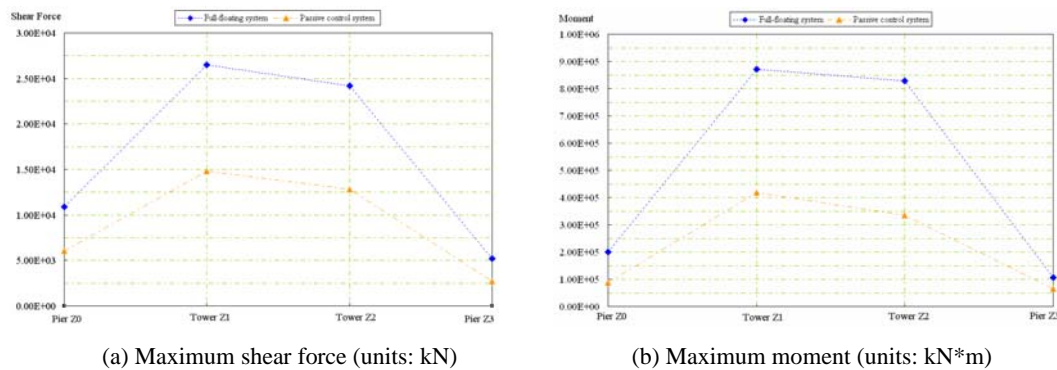 Shear Force
Full-floating system
Passive control system
3.00E+04
2.50E+04
2.00E+04
1.50E+04
1.00E+04
5.00E+03
0.00E+00
Pier Z0
Tower Z1
Tower Z2
Pier Z3
(a) Maximum shear force (units: kN)
Moment
Full-floating system
Passive control system
1.00E+06
9.00E+05
8.00E+05
7.00E+05
6.00E+05
5.00E+05
4.00E+05
3.00E+05
2.00E+05
1.00E+05
0.00E+00
Pier Z0
Tower Z1
Tower Z2
Pier Z3
(b) Maximum moment (units: kN*m)